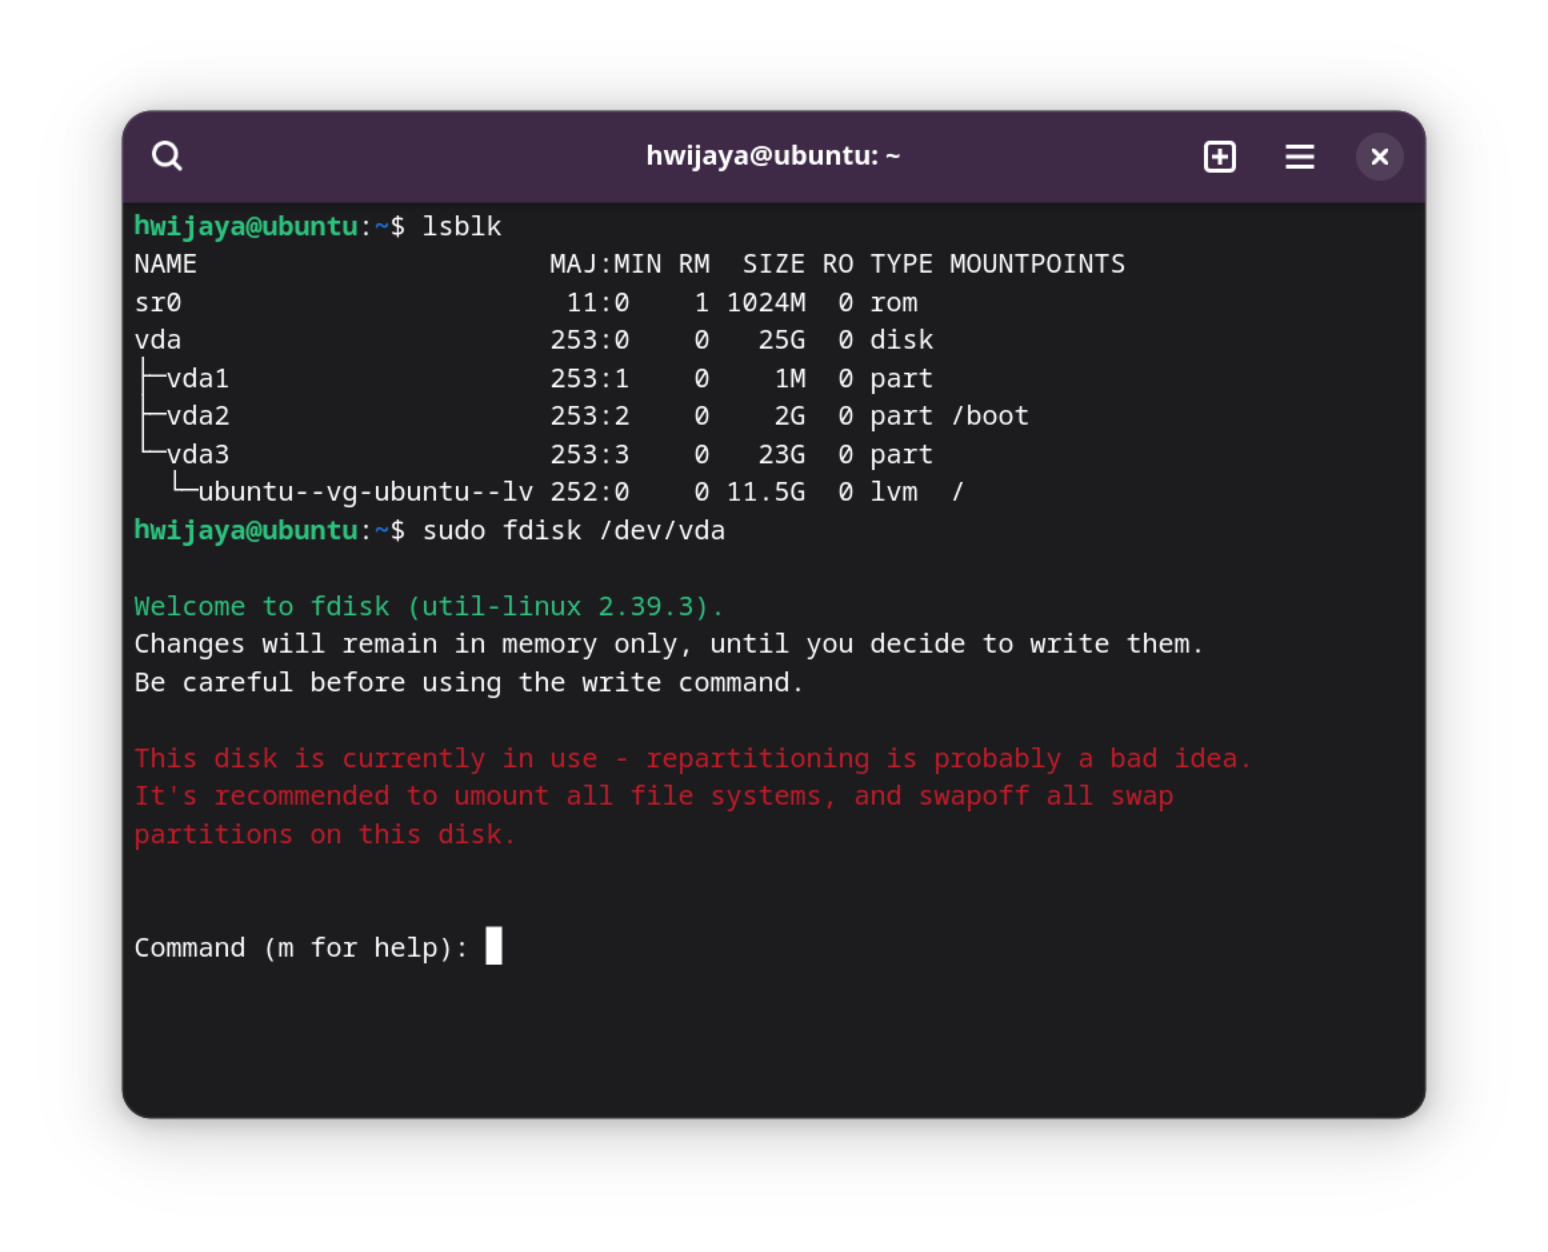 hwijaya@ubuntu: ~
hwijaya@ubuntu:~$ lsblk
NAME                      MAJ:MIN RM  SIZE RO TYPE MOUNTPOINTS
sr0                        11:0    1 1024M  0 rom
vda                       253:0    0   25G  0 disk
├─vda1                    253:1    0    1M  0 part
├─vda2                    253:2    0    2G  0 part /boot
└─vda3                    253:3    0   23G  0 part
  └─ubuntu--vg-ubuntu--lv 252:0    0 11.5G  0 lvm  /
hwijaya@ubuntu:~$ sudo fdisk /dev/vda
Welcome to fdisk (util-linux 2.39.3).
Changes will remain in memory only, until you decide to write them.
Be careful before using the write command.
This disk is currently in use - repartitioning is probably a bad idea.
It's recommended to umount all file systems, and swapoff all swap
partitions on this disk.
Command (m for help):